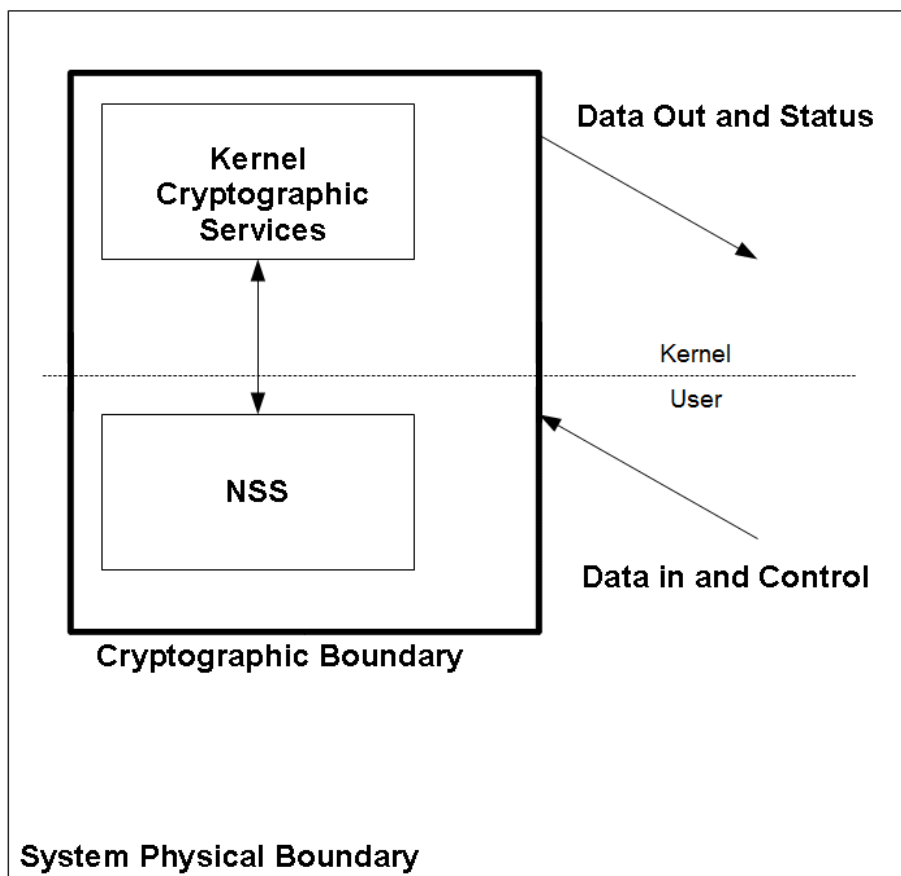 Data Out and Status
Kernel
Cryptographic
Services
Kernel
User
NSS
Data in and Control
Cryptographic Boundary
System Physical Boundary